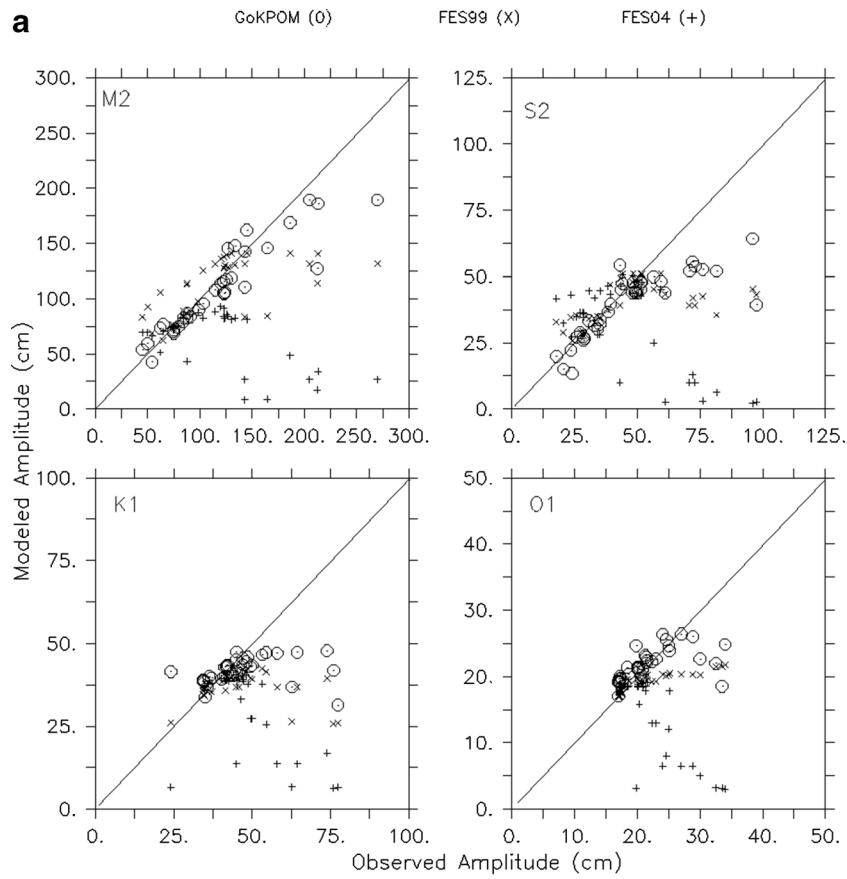 a
GoKPOM (O) FES99 (X) FES04 (+)
300. 125.
M2 S2
250. 100.
200.
75.
150.
50.
100.
25.
50.
0. 0.
0. 50. 100. 150. 200. 250. 300. 0. 25. 50. 75. 100. 125.
Modeled Amplitude (cm)
100. 50.
K1 O1
75. 40.
30.
50.
20.
25.
10.
0. 0.
0. 25. 50. 75. 100. 0. 10. 20. 30. 40. 50.
Observed Amplitude (cm)